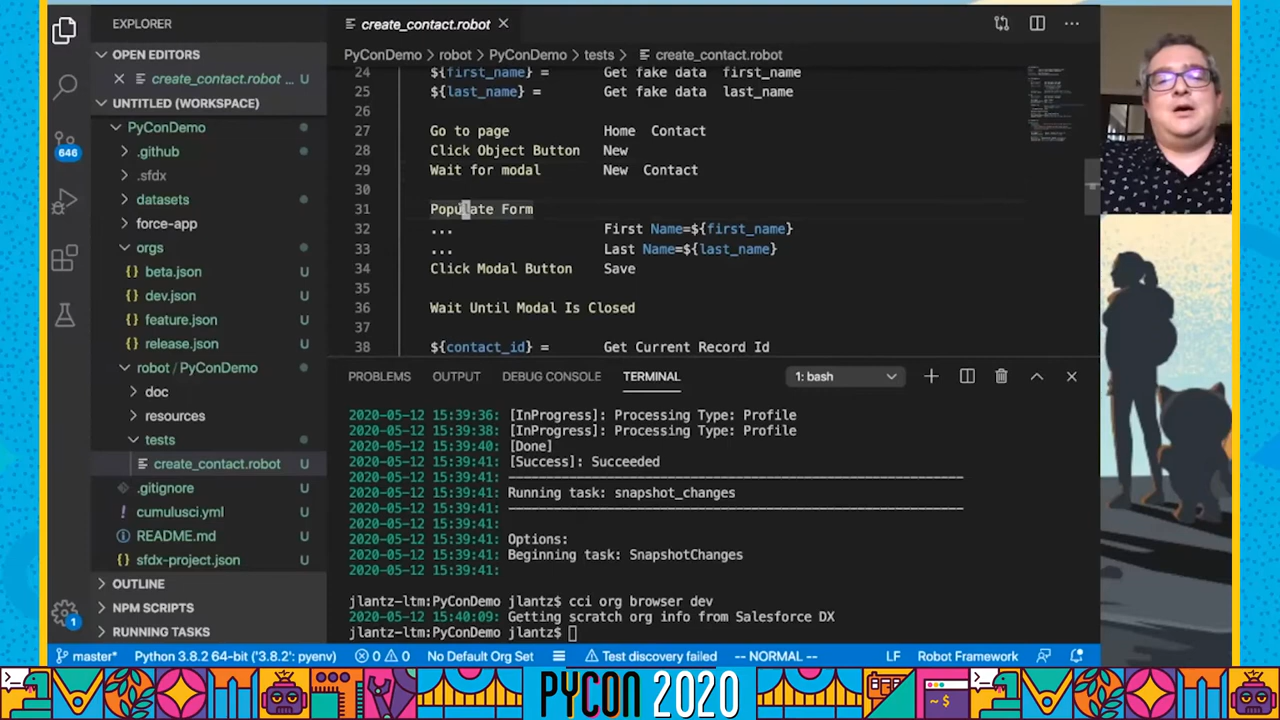 EXPLORER
OPEN EDITORS
create_contact.robot ... U
UNTITLED (WORKSPACE)
PyConDemo
.github
.sfdx
datasets
force-app
orgs
{} beta.json U
{} dev.json U
{} feature.json U
{} release.json U
robot / PyConDemo
doc
resources
tests
create_contact.robot U
.gitignore U
! cumulusci.yml U
README.md U
{} sfdx-project.json U
OUTLINE
NPM SCRIPTS
RUNNING TASKS
646
1
create_contact.robot
PyConDemo > robot > PyConDemo > tests > create_contact.robot
24 ${first_name} = Get fake data first_name
25 ${last_name} = Get fake data last_name
26
27 Go to page Home Contact
28 Click Object Button New
29 Wait for modal New Contact
30
31 Populate Form
32 ... First Name=${first_name}
33 ... Last Name=${last_name}
34 Click Modal Button Save
35
36 Wait Until Modal Is Closed
37
38 ${contact_id} = Get Current Record Id
PROBLEMS OUTPUT DEBUG CONSOLE TERMINAL 1: bash
2020-05-12 15:39:36: [InProgress]: Processing Type: Profile
2020-05-12 15:39:38: [InProgress]: Processing Type: Profile
2020-05-12 15:39:40: [Done]
2020-05-12 15:39:41: [Success]: Succeeded
2020-05-12 15:39:41:
2020-05-12 15:39:41: Running task: snapshot_changes
2020-05-12 15:39:41:
2020-05-12 15:39:41:
2020-05-12 15:39:41: Options:
2020-05-12 15:39:41: Beginning task: SnapshotChanges
2020-05-12 15:39:41:
jlantz-ltm:PyConDemo jlantz$ cci org browser dev
2020-05-12 15:40:09: Getting scratch org info from Salesforce DX
jlantz-ltm:PyConDemo jlantz$
master* Python 3.8.2 64-bit ('3.8.2': pyenv) 0 0 No Default Org Set Test discovery failed -- NORMAL -- LF Robot Framework
PYCON 2020
~$